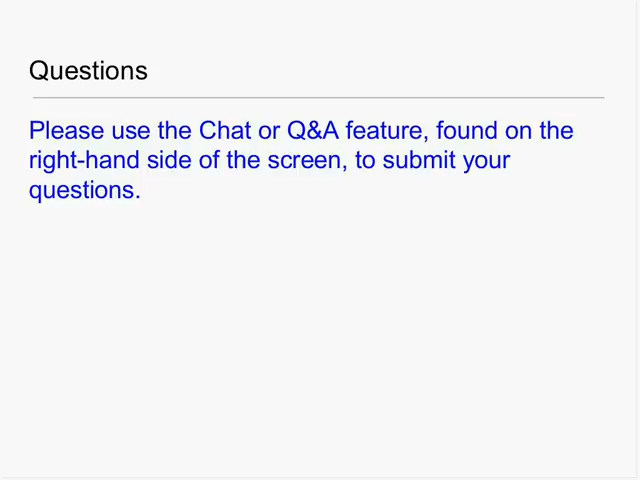 Questions
Please use the Chat or Q&A feature, found on the
right-hand side of the screen, to submit your
questions.